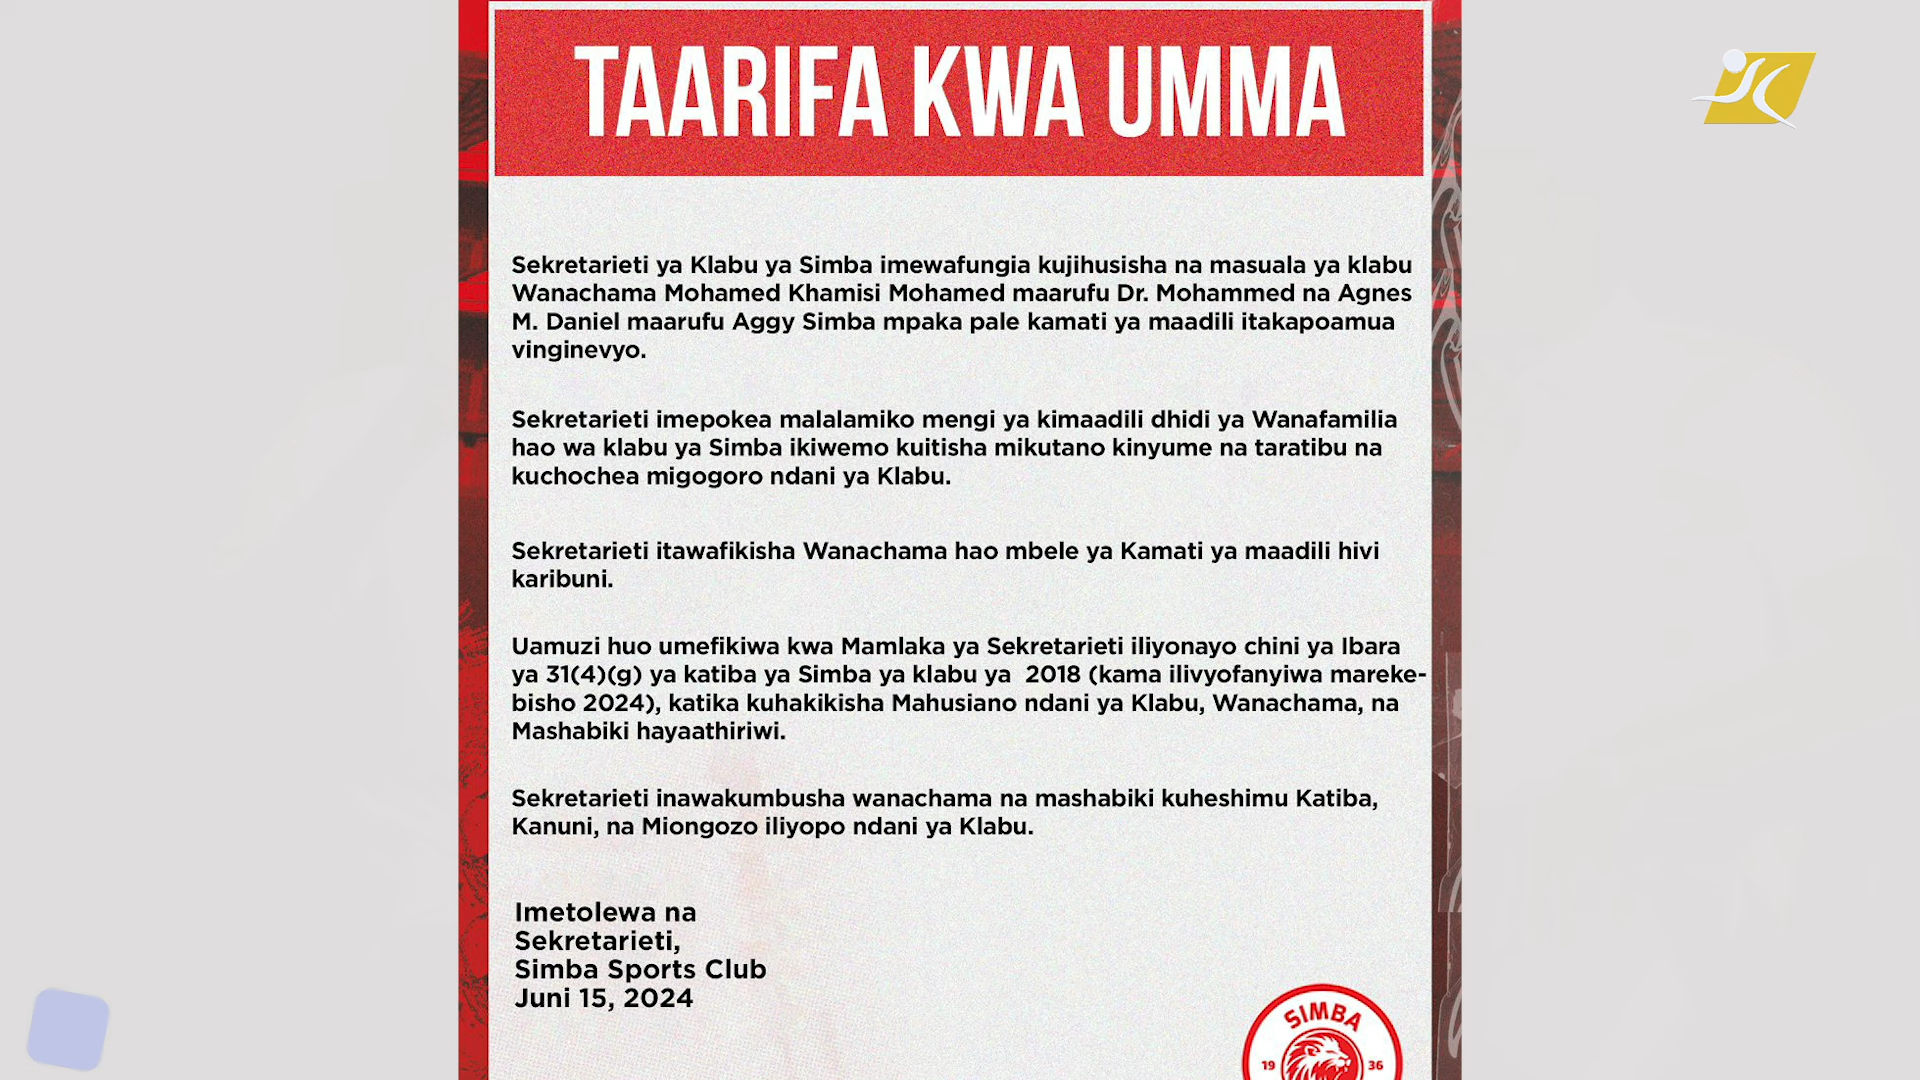 TAARIFA KWA UMMA
Sekretarieti ya Klabu ya Simba imewafungia kujihusisha na masuala ya klabu
Wanachama Mohamed Khamisi Mohamed maarufu Dr. Mohammed na Agnes
M. Daniel maarufu Aggy Simba mpaka pale kamati ya maadili itakapoamua
vinginevyo.
Sekretarieti imepokea malalamiko mengi ya kimaadili dhidi ya Wanafamilia
hao wa klabu ya Simba ikiwemo kuitisha mikutano kinyume na taratibu na
kuchochea migogoro ndani ya Klabu.
Sekretarieti itawafikisha Wanachama hao mbele ya Kamati ya maadili hivi
karibuni.
Uamuzi huo umefikiwa kwa Mamlaka ya Sekretarieti iliyonayo chini ya Ibara
ya 31(4)(g) ya katiba ya Simba ya klabu ya 2018 (kama ilivyofanyiwa mareke-
bisho 2024), katika kuhakikisha Mahusiano ndani ya Klabu, Wanachama, na
Mashabiki hayaathiriwi.
Sekretarieti inawakumbusha wanachama na mashabiki kuheshimu Katiba,
Kanuni, na Miongozo iliyopo ndani ya Klabu.
Imetolewa na
Sekretarieti,
Simba Sports Club
Juni 15, 2024
SIMBA
19 36